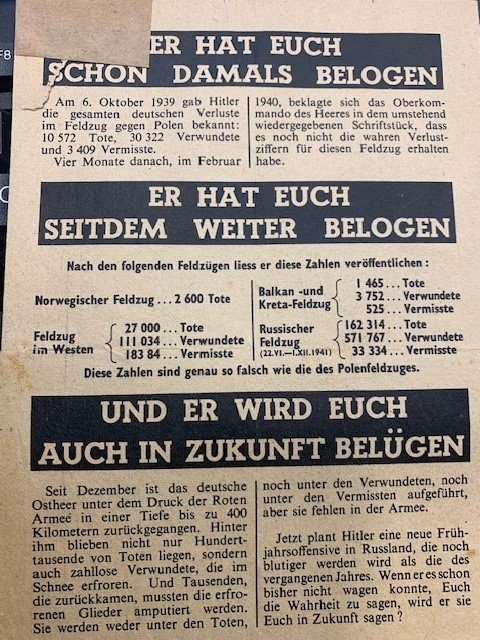 ER HAT EUCH
SCHON DAMALS BELOGEN
Am 6. Oktober 1939 gab Hitler
die gesamten deutschen Verluste
im Feldzug gegen Polen bekannt:
10 572 Tote, 30 322 Verwundete
und 3 409 Vermisste.
Vier Monate danach, im Februar
1940, beklagte sich das Oberkom-
mando des Heeres in dem umstehend
wiedergegebenen Schriftstück, dass
es noch nicht die wahren Verlust-
ziffern für diesen Feldzug erhalten
habe.
ER HAT EUCH
SEITDEM WEITER BELOGEN
Nach den folgenden Feldzügen liess er diese Zahlen veröffentlichen :
Norwegischer Feldzug ... 2 600 Tote
Feldzug
im Westen
27 000 ... Tote
111 034 ... Verwundete
183 84 ... Vermisste
Balkan -und
Kreta-Feldzug
1 465 ... Tote
3 752 ... Verwundete
525 ... Vermisste
Russischer
Feldzug
(22.VI.—1.XII.1941)
162 314 ... Tote
571 767 ... Verwundete
33 334 ... Vermisste
Diese Zahlen sind genau so falsch wie die des Polenfeldzuges.
UND ER WIRD EUCH
AUCH IN ZUKUNFT BELÜGEN
Seit Dezember ist das deutsche
Ostheer unter dem Druck der Roten
Armee in einer Tiefe bis zu 400
Kilometern zurückgegangen. Hinter
ihm blieben nicht nur Hundert-
tausende von Toten liegen, sondern
auch zahllose Verwundete, die im
Schnee erfroren. Und Tausenden,
die zurückkamen, mussten die erfro-
renen Glieder amputiert werden.
Sie werden weder unter den Toten,
noch unter den Verwundeten, noch
unter den Vermissten aufgeführt,
aber sie fehlen in der Armee.
Jetzt plant Hitler eine neue Früh-
jahrsoffensive in Russland, die noch
blutiger werden wird als die des
vergangenen Jahres. Wenn er es schon
bisher nicht wagen konnte, Euch
die Wahrheit zu sagen, wird er sie
Euch in Zukunft sagen ?